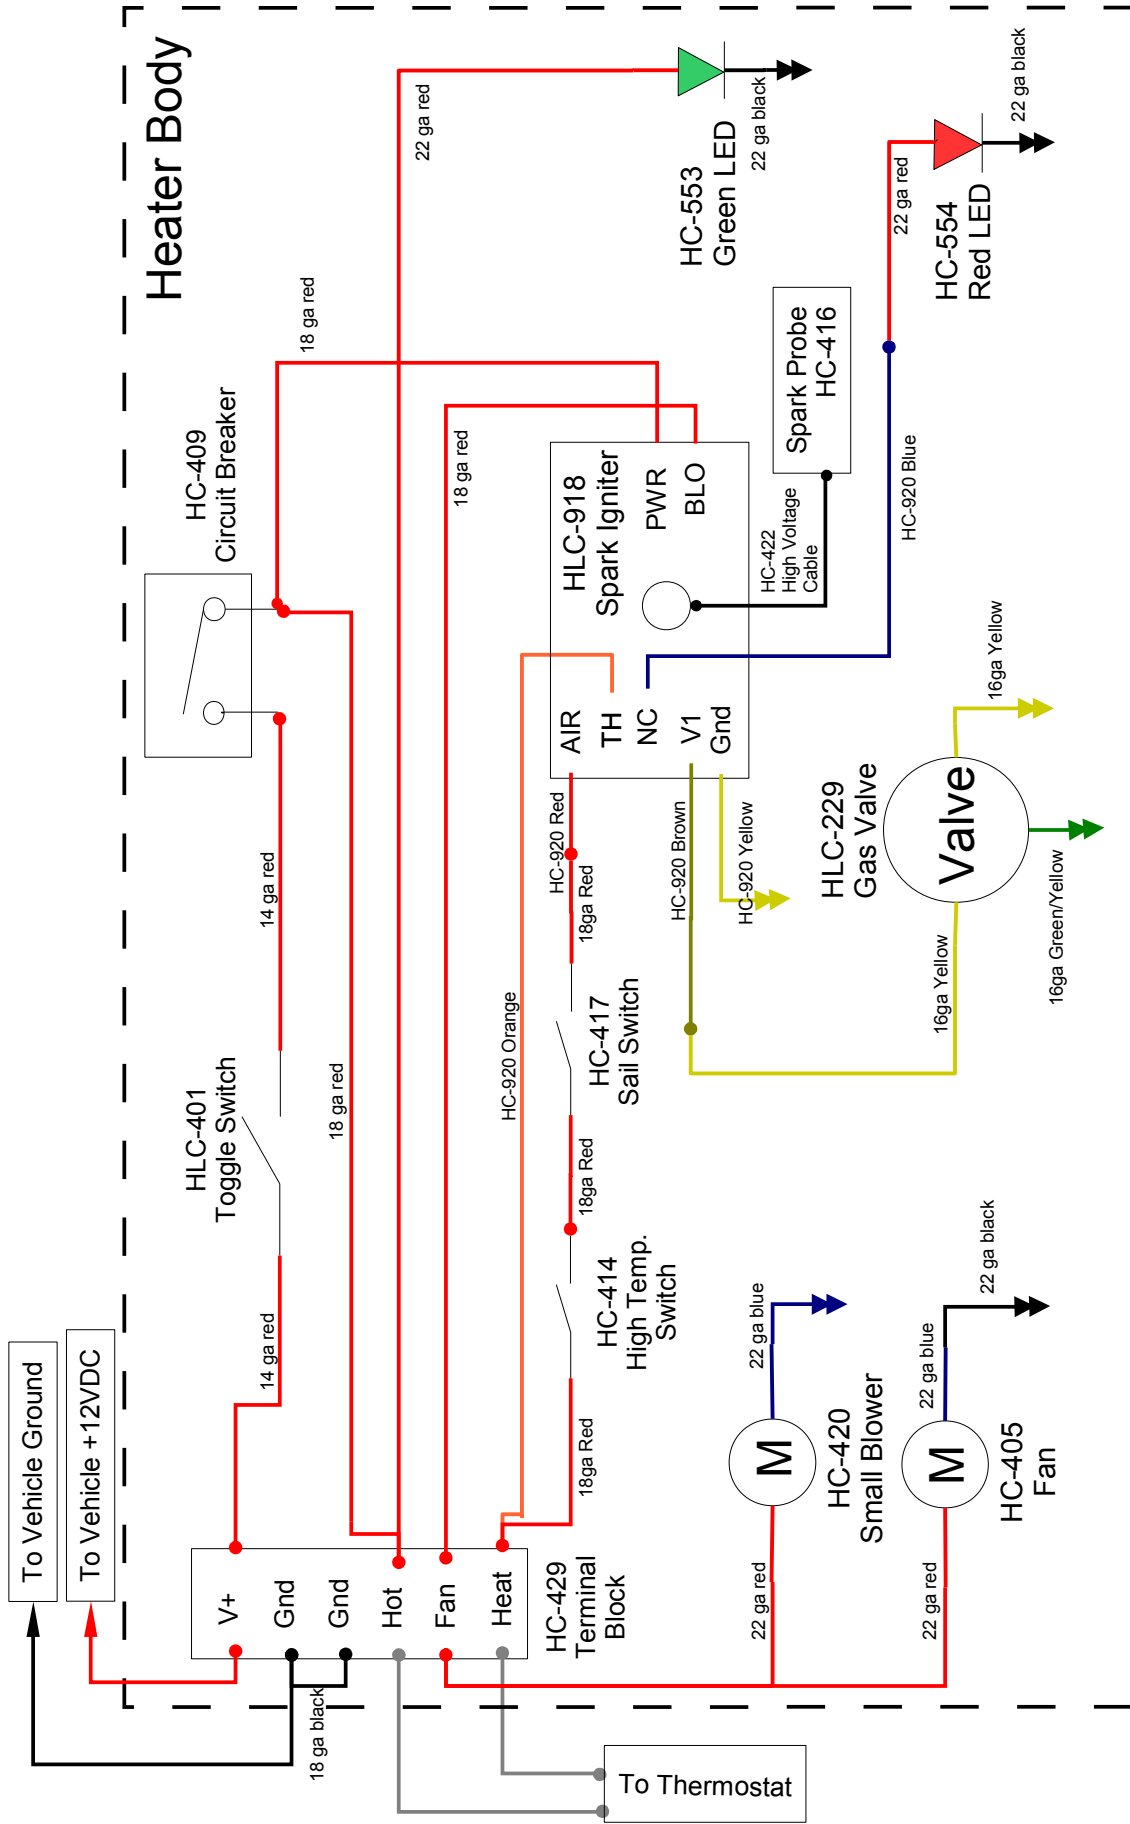 Heater Body
To Vehicle Ground
To Vehicle +12VDC
14 ga red
HLC-401
Toggle Switch
14 ga red
HC-409
Circuit Breaker
18 ga red
22 ga red
18 ga red
18 ga red
HC-553
Green LED
22 ga black
22 ga black
22 ga red
HC-554
Red LED
Spark Probe
HC-416
HC-422
High Voltage
Cable
HC-920 Blue
HLC-918
Spark Igniter
PWR
BLO
AIR
TH
NC
V1
Gnd
HC-920 Red
18ga Red
HC-920 Brown
HC-920 Yellow
HC-920 Orange
HC-417
Sail Switch
18ga Red
HC-414
High Temp.
Switch
18ga Red
HLC-229
Gas Valve
Valve
16ga Yellow
16ga Yellow
16ga Green/Yellow
V+
Gnd
Gnd
Hot
Fan
Heat
HC-429
Terminal
Block
18 ga black
To Thermostat
22 ga red
M
HC-420
Small Blower
22 ga blue
22 ga red
M
HC-405
Fan
22 ga blue
22 ga black